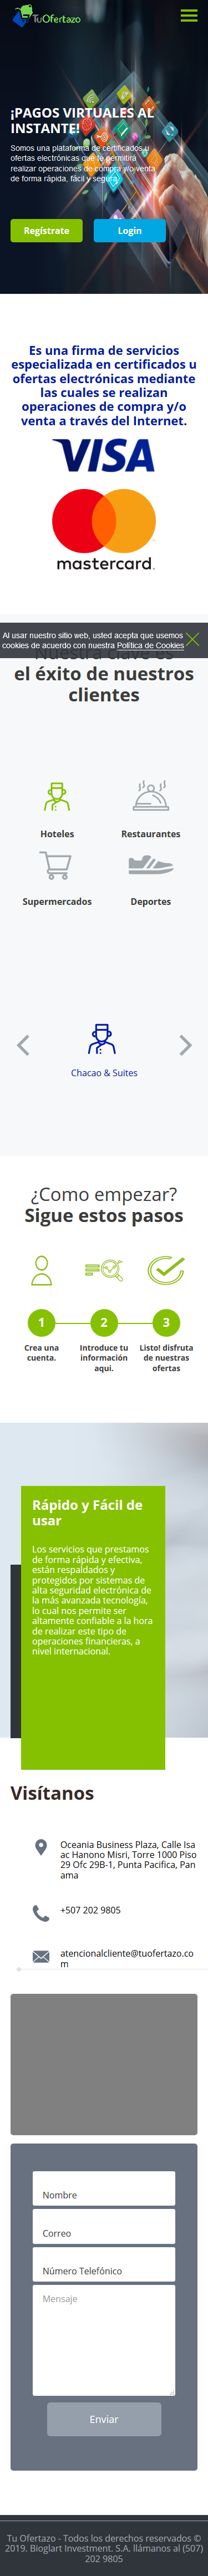 TuOfertazo
¡PAGOS VIRTUALES AL
INSTANTE!
Somos una plataforma de certificados u
ofertas electrónicas que te permitirá
realizar operaciones de compra y/o venta
de forma rápida, fácil y segura.
Regístrate
Login
Es una firma de servicios
especializada en certificados u
ofertas electrónicas mediante
las cuales se realizan
operaciones de compra y/o
venta a través del Internet.
VISA
mastercard.
Al usar nuestro sitio web, usted acepta que usemos
cookies de acuerdo con nuestra Política de Cookies
Nuestra clave es
el éxito de nuestros
clientes
Hoteles
Restaurantes
Supermercados
Deportes
Chacao & Suites
¿Como empezar?
Sigue estos pasos
1
2
3
Crea una
cuenta.
Introduce tu
información
aqui.
Listo! disfruta
de nuestras
ofertas
Rápido y Fácil de
usar
Los servicios que prestamos
de forma rápida y efectiva,
están respaldados y
protegidos por sistemas de
alta seguridad electrónica de
la más avanzada tecnología,
lo cual nos permite ser
altamente confiable a la hora
de realizar este tipo de
operaciones financieras, a
nivel internacional.
Visítanos
Oceania Business Plaza, Calle Isa
ac Hanono Misri, Torre 1000 Piso
29 Ofc 29B-1, Punta Pacifica, Pan
ama
+507 202 9805
atencionalcliente@tuofertazo.co
m
Nombre
Correo
Número Telefónico
Mensaje
Enviar
Tu Ofertazo - Todos los derechos reservados ©
2019. Bioglart Investment. S.A. llámanos al (507)
202 9805